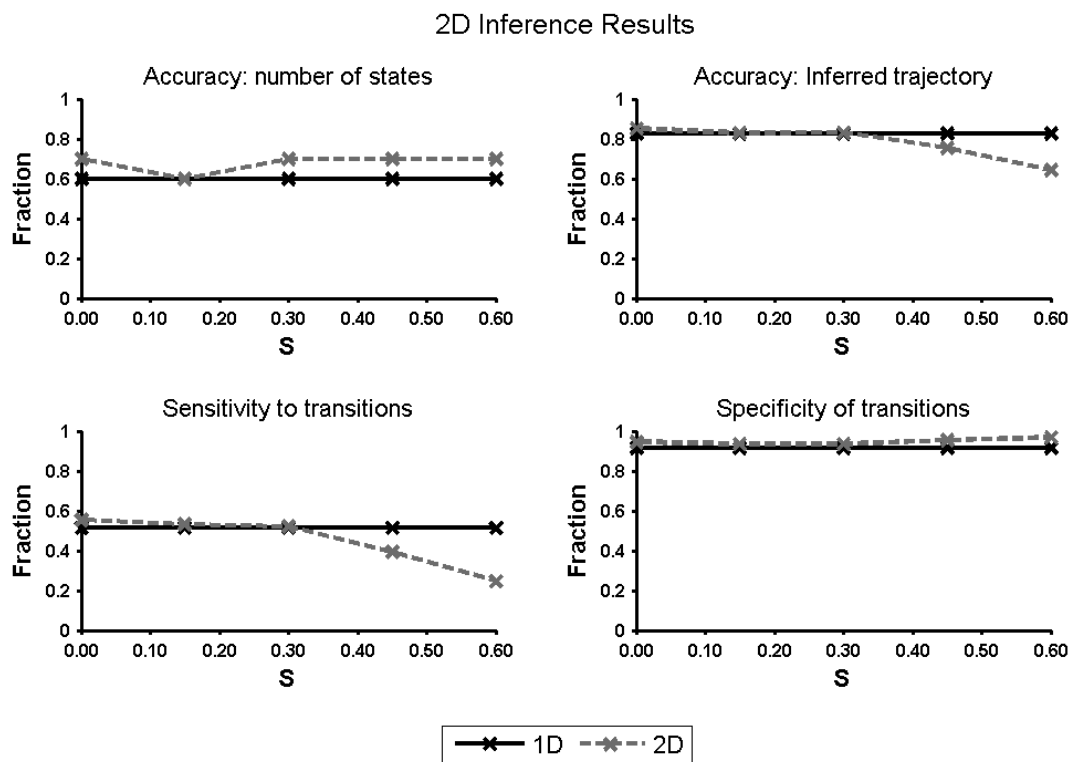 2D Inference Results
Accuracy: number of states
Fraction
1
0.8
0.6
0.4
0.2
0
0.00 0.10 0.20 0.30 0.40 0.50 0.60
S
Accuracy: Inferred trajectory
Fraction
1
0.8
0.6
0.4
0.2
0
0.00 0.10 0.20 0.30 0.40 0.50 0.60
S
Sensitivity to transitions
Fraction
1
0.8
0.6
0.4
0.2
0
0.00 0.10 0.20 0.30 0.40 0.50 0.60
S
Specificity of transitions
Fraction
1
0.8
0.6
0.4
0.2
0
0.00 0.10 0.20 0.30 0.40 0.50 0.60
S
1D 2D